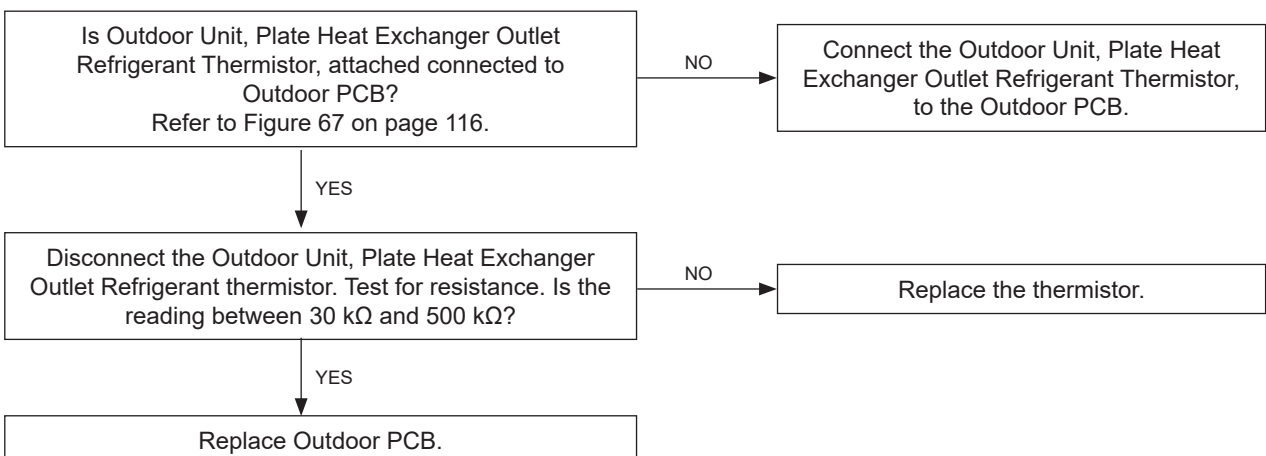 Is Outdoor Unit, Plate Heat Exchanger Outlet
Refrigerant Thermistor, attached connected to
Outdoor PCB?
Refer to Figure 67 on page 116.
NO
Connect the Outdoor Unit, Plate Heat
Exchanger Outlet Refrigerant Thermistor,
to the Outdoor PCB.
YES
Disconnect the Outdoor Unit, Plate Heat Exchanger
Outlet Refrigerant thermistor. Test for resistance. Is the
reading between 30 kΩ and 500 kΩ?
NO
Replace the thermistor.
YES
Replace Outdoor PCB.